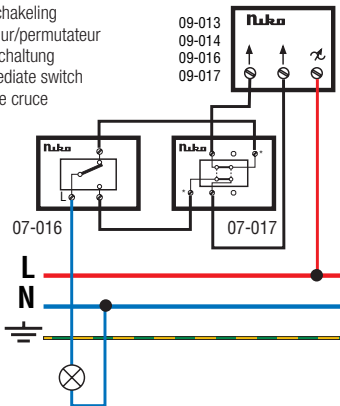 chakeling
ur/permutateur
chaltung
ediate switch
e cruce
09-013
09-014
09-016
09-017
Niko
Niko
Niko
L
07-016
07-017
L
N